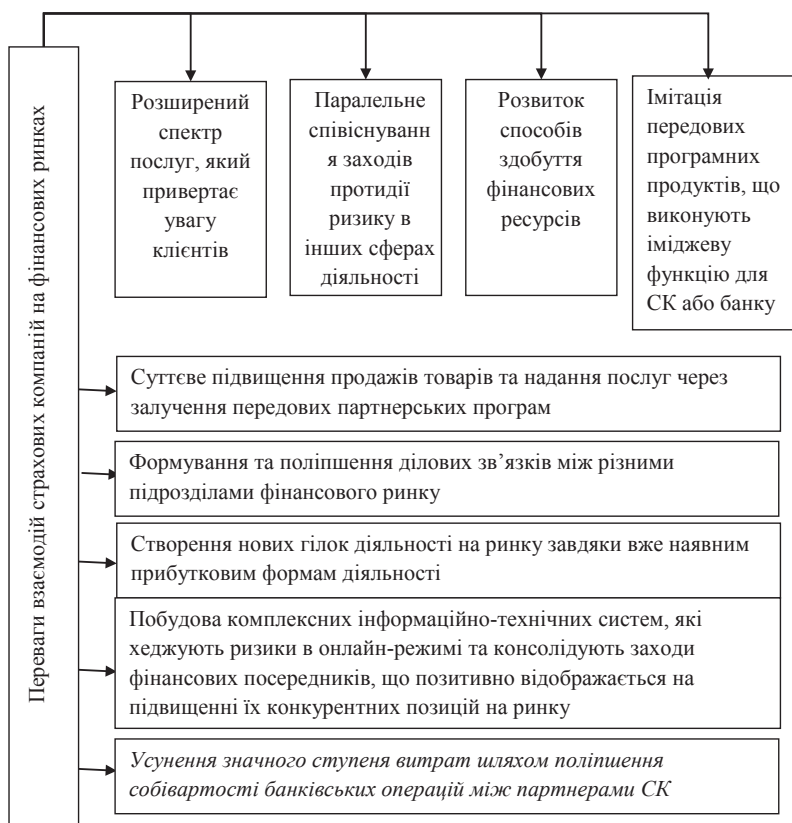 Переваги взаємодій страхових компаній на фінансових ринках
Розширений
спектр
послуг, який
привертає
увагу
клієнтів
Паралельне
співіснуванн
я заходів
протидії
ризику в
інших сферах
діяльності
Розвиток
способів
здобуття
фінансових
ресурсів
Імітація
передових
програмних
продуктів, що
виконують
іміджеву
функцію для
СК або банку
Суттєве підвищення продажів товарів та надання послуг через
залучення передових партнерських програм
Формування та поліпшення ділових зв’язків між різними
підрозділами фінансового ринку
Створення нових гілок діяльності на ринку завдяки вже наявним
прибутковим формам діяльності
Побудова комплексних інформаційно-технічних систем, які
хеджують ризики в онлайн-режимі та консолідують заходи
фінансових посередників, що позитивно відображається на
підвищенні їх конкурентних позицій на ринку
Усунення значного ступеня витрат шляхом поліпшення
собівартості банківських операцій між партнерами СК